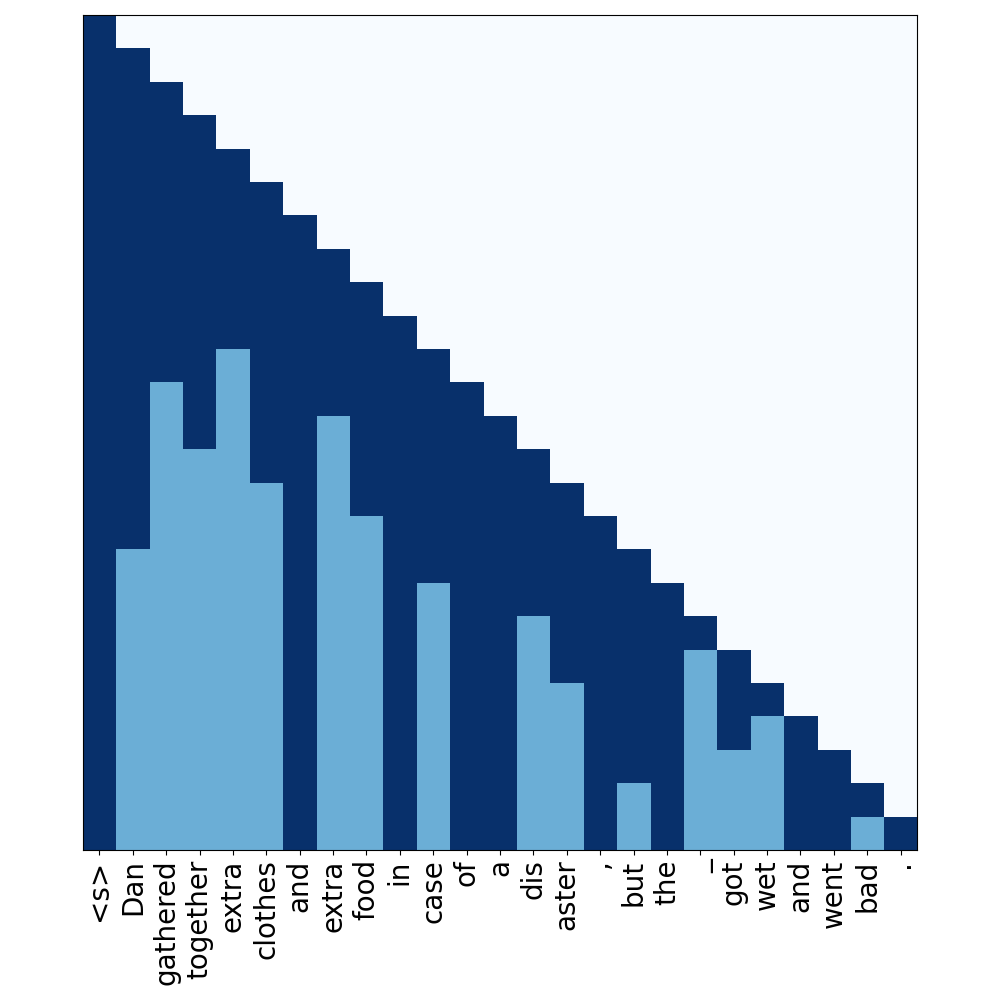 <s>
Dan
gathered
together
extra
clothes
and
extra
food
in
case
of
a
dis
aster
,
but
the
_
got
wet
and
went
bad
.